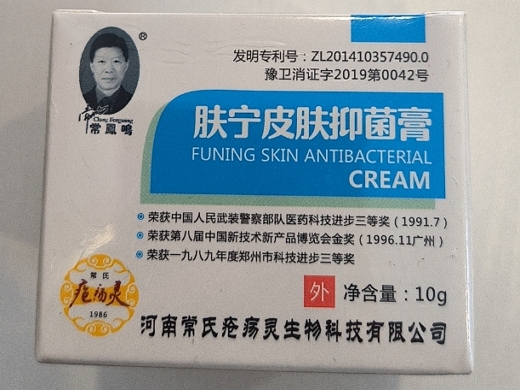 ®
发明专利号：ZL201410357490.0
豫卫消证字2019第0042号
Chang Fengming
常鳳鳴
肤宁皮肤抑菌膏
FUNING SKIN ANTIBACTERIAL
CREAM
荣获中国人民武装警察部队医药科技进步三等奖（1991.7）
荣获第八届中国新技术新产品博览会金奖（1996.11广州）
荣获一九八九年度郑州市科技进步三等奖
常氏
疮疡灵
1986
外 净含量：10g
河南常氏疮疡灵生物科技有限公司